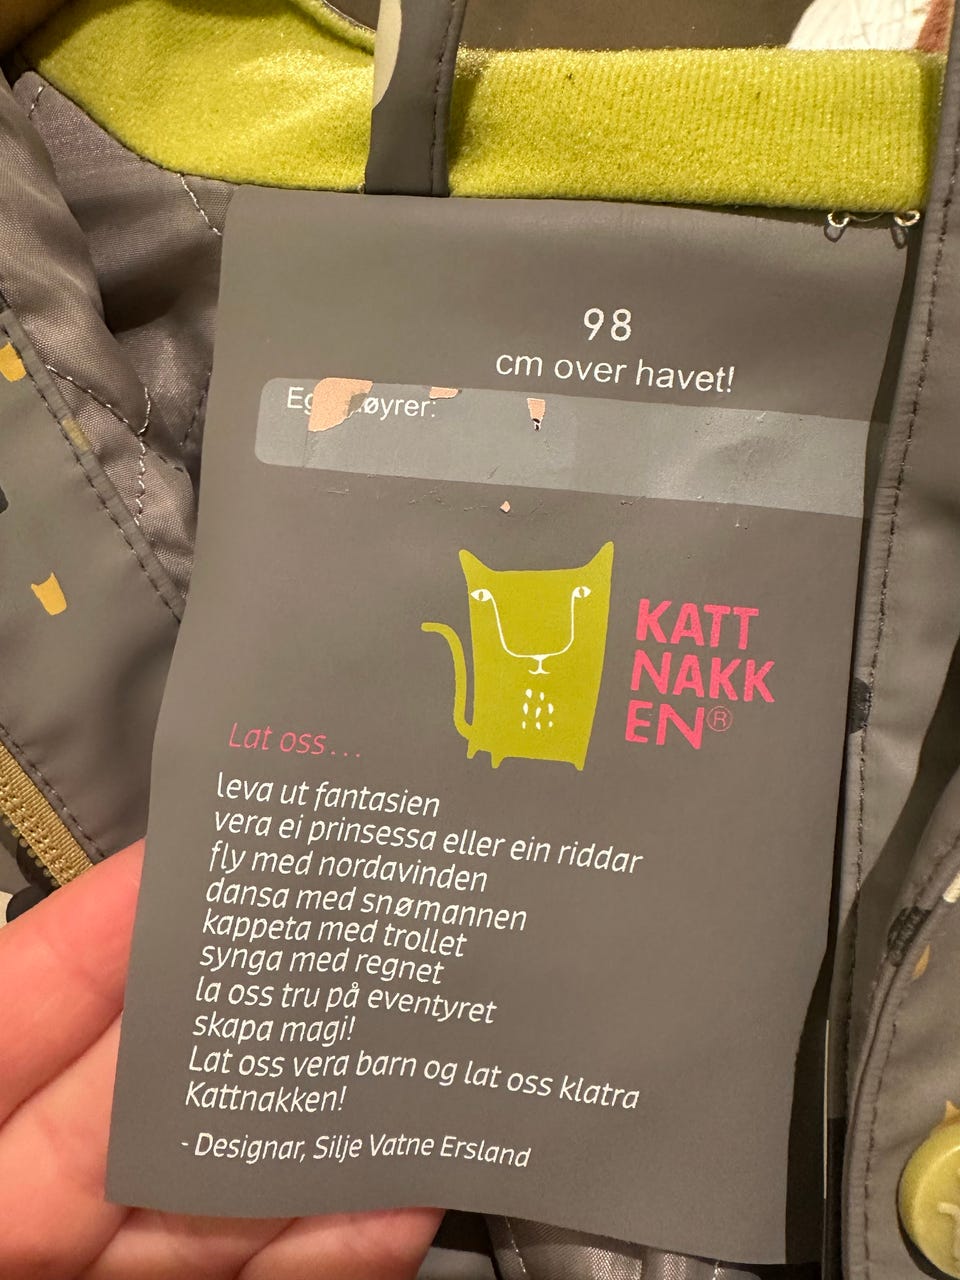 98
cm over havet!
KATT
NAKK
EN®
Lat oss...
leva ut fantasien
vera ei prinsessa eller ein riddar
fly med nordavinden
dansa med snømannen
kappeta med trollet
synga med regnet
la oss tru på eventyret
skapa magi!
Lat oss vera barn og lat oss klatra
Kattnakken!
- Designar, Silje Vatne Ersland